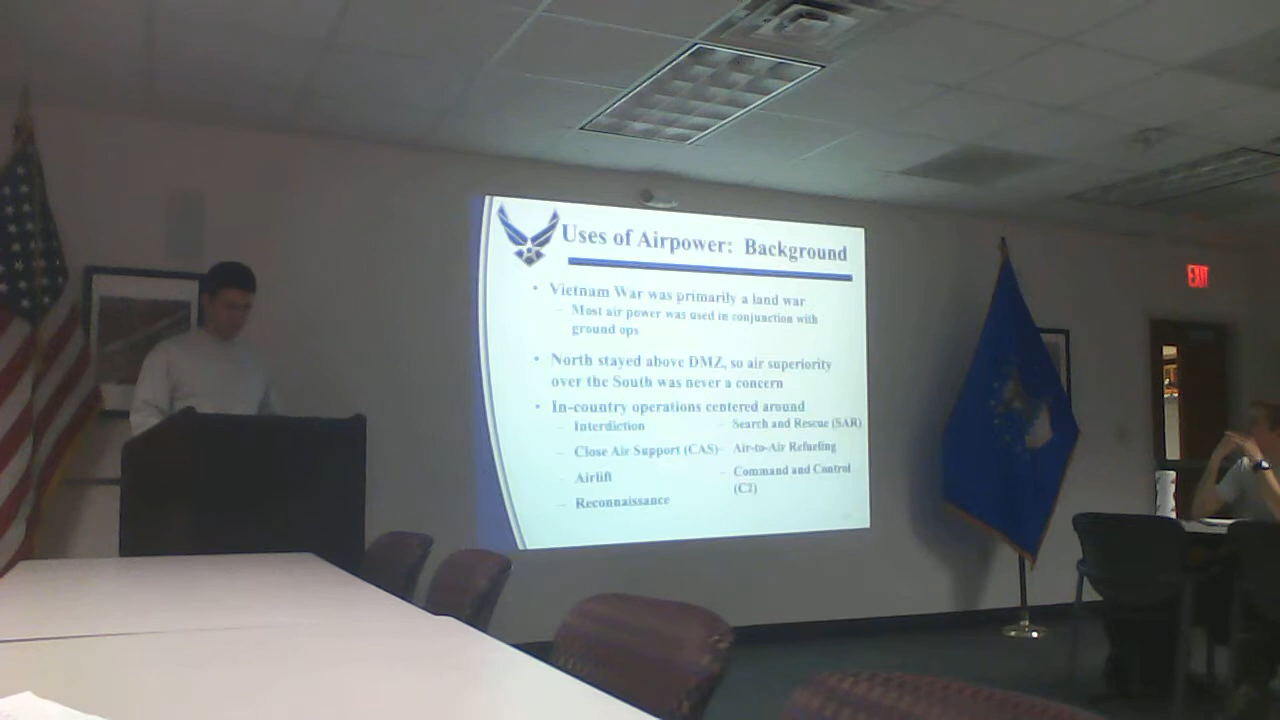 Uses of Airpower: Background
• Vietnam War was primarily a land war
– Most air power was used in conjunction with
ground ops
• North stayed above DMZ, so air superiority
over the South was never a concern
• In-country operations centered around
– Interdiction
– Close Air Support (CAS)
– Airlift
– Reconnaissance
– Search and Rescue (SAR)
– Air-to-Air Refueling
– Command and Control
(C2)
EXIT